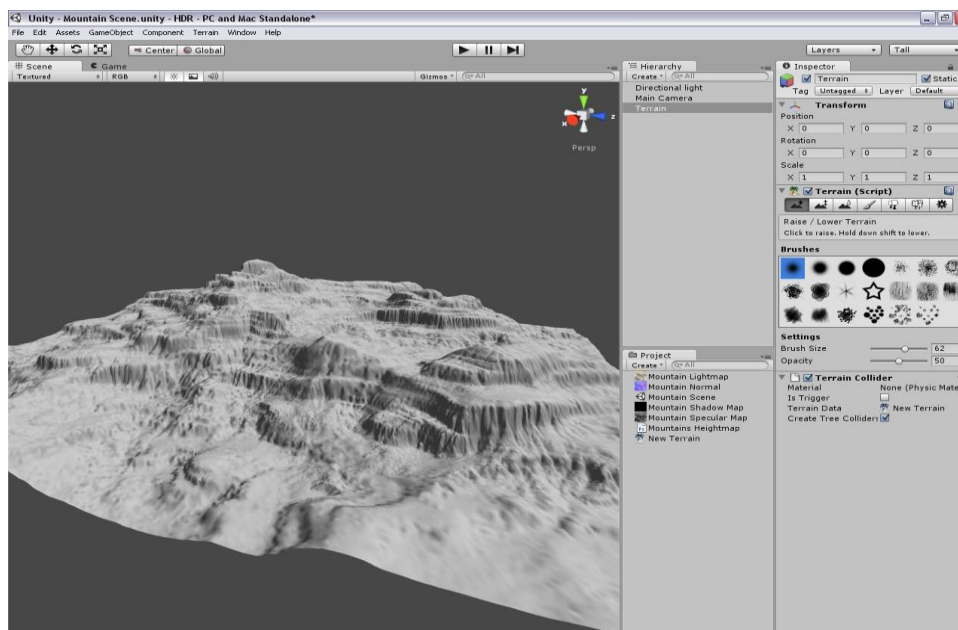 Unity - Mountain Scene.unity - HDR - PC and Mac Standalone*
File Edit Assets GameObject Component Terrain Window Help
Center Global
Layers Tall
Scene Game
Textured RGB Gizmos All
y
x
z
Persp
Hierarchy
Create All
Directional light
Main Camera
Terrain
Project
Create All
Mountain Lightmap
Mountain Normal
Mountain Scene
Mountain Shadow Map
Mountain Specular Map
Mountains Heightmap
New Terrain
Inspector
Terrain Static
Tag Untagged Layer Default
Transform
Position
X 0 Y 0 Z 0
Rotation
X 0 Y 0 Z 0
Scale
X 1 Y 1 Z 1
Terrain (Script)
Raise / Lower Terrain
Click to raise. Hold down shift to lower.
Brushes
Settings
Brush Size 62
Opacity 50
Terrain Collider
Material None (Physic Mate
Is Trigger
Terrain Data New Terrain
Create Tree Colliders